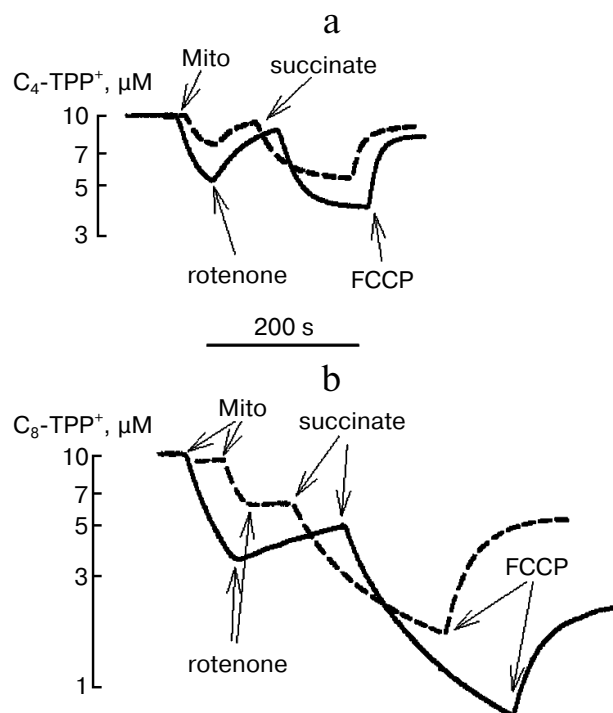 a
Mito
succinate
C₄-TPP⁺, μM
10
7
5
3
rotenone
FCCP
200 s
b
Mito
succinate
C₈-TPP⁺, μM
10
7
5
3
FCCP
rotenone
1